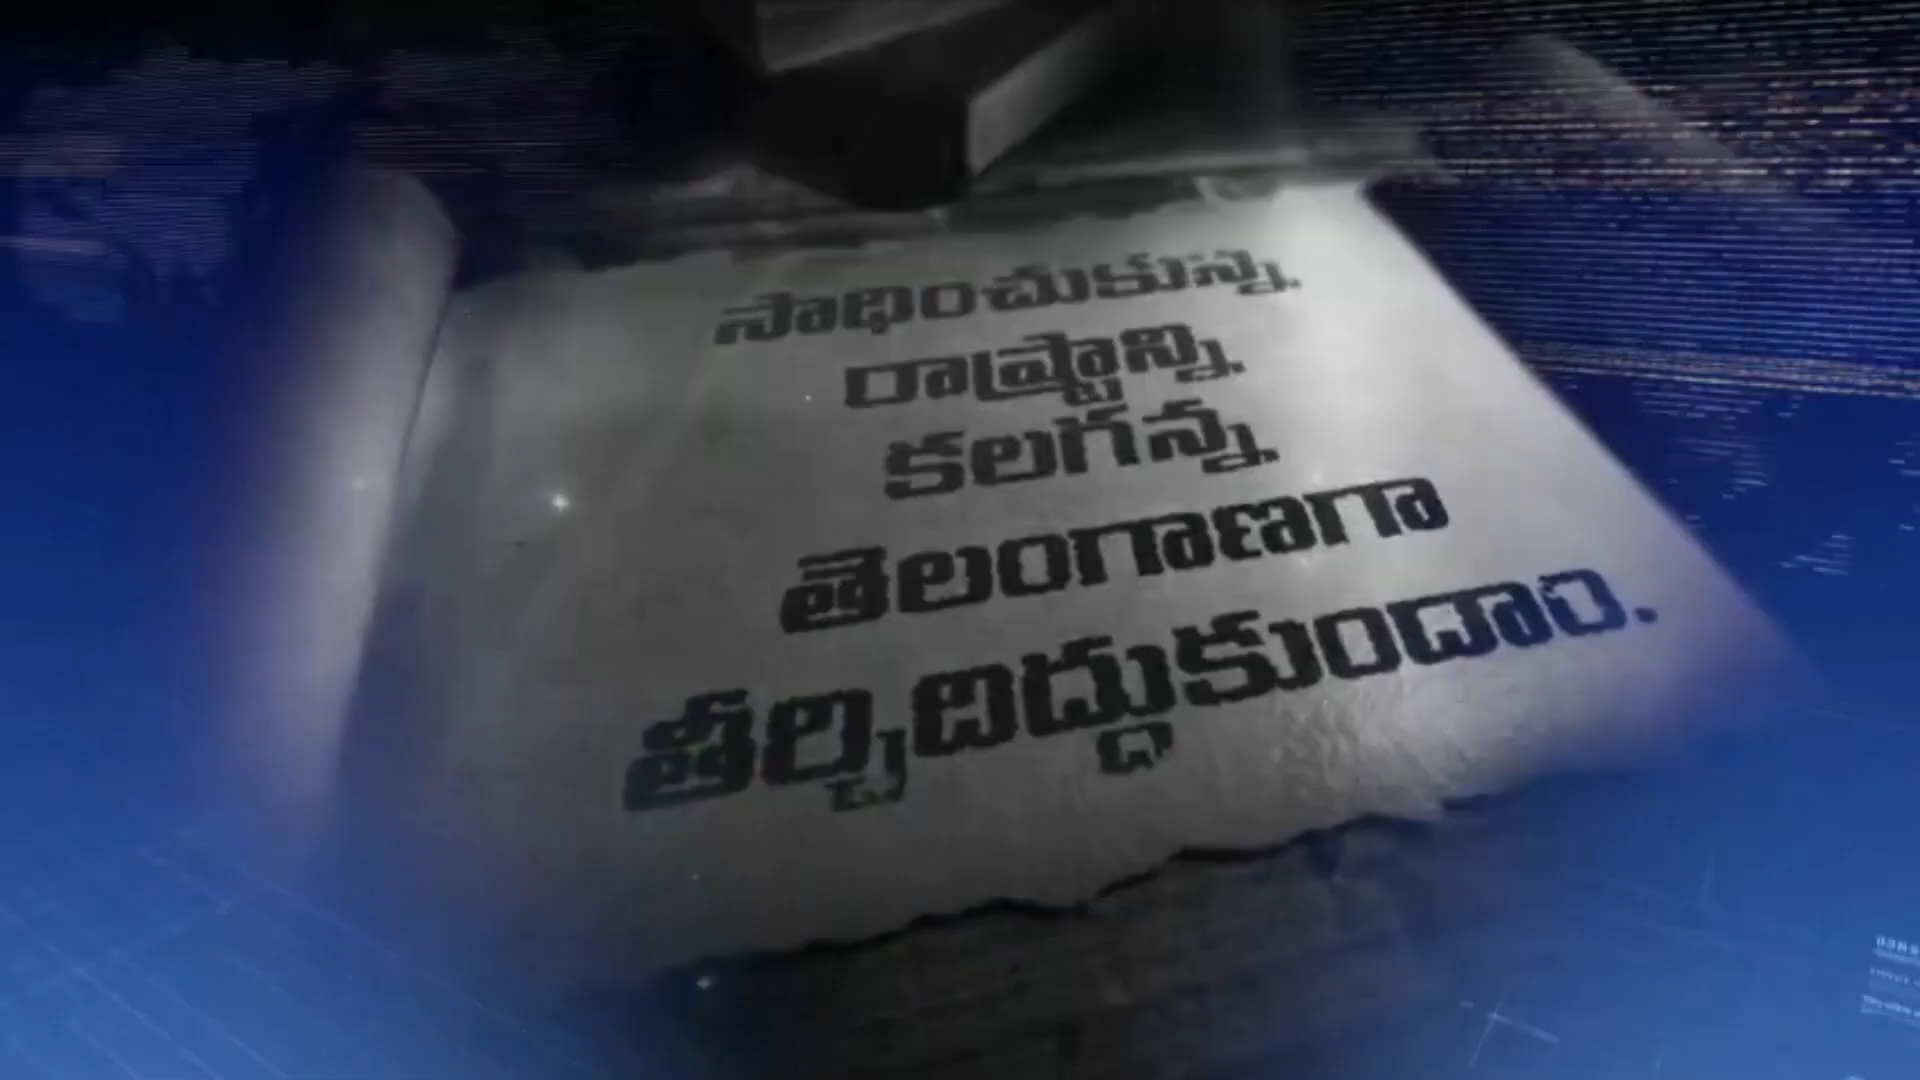 సాధించుకున్న
రాష్ట్రాన్ని
కలగన్న
తెలంగాణగా
తీర్చిదిద్దుకుందాం.